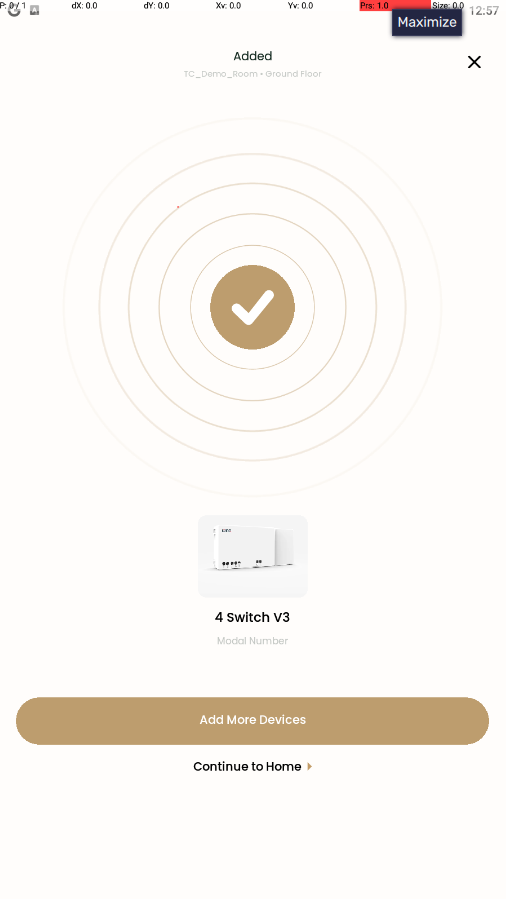 P: 0 / 1 dX: 0.0 dY: 0.0 Xv: 0.0 Yv: 0.0 Prs: 1.0 Size: 0.0
Maximize
12:57
Added
TC_Demo_Room • Ground Floor
4 Switch V3
Modal Number
Add More Devices
Continue to Home